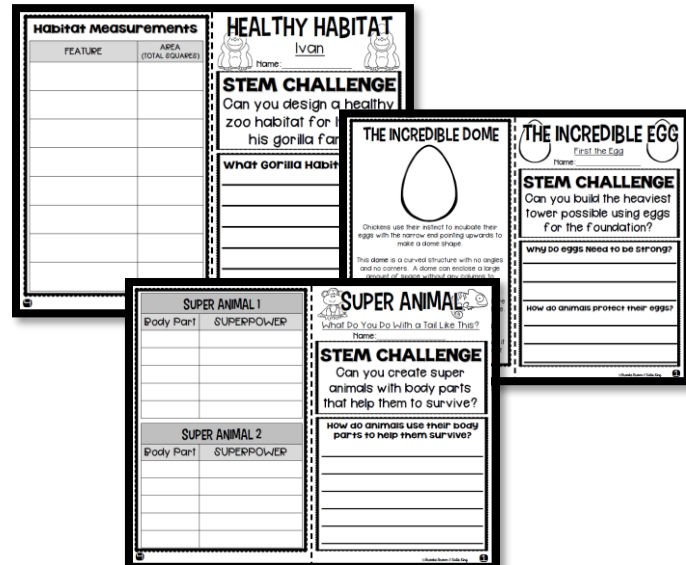 Habitat Measurements
FEATURE
AREA
(TOTAL SQUARES)
HEALTHY HABITAT
Ivan
Name:
STEM CHALLENGE
Can you design a healthy
zoo habitat for
his gorilla
What Gorilla
THE INCREDIBLE DOME
Chickens use their instect to incubate their
eggs with the narrow end pointing upwards to
make a dome shape.
This dome is a curved structure with no angles
and no corners. A dome can enclose a large
amount of space without any columns to
THE INCREDIBLE EGG
First the Egg
Name:
STEM CHALLENGE
Can you build the heaviest
tower possible using eggs
for the foundation?
Why do eggs need to be strong?
How do animals protect their eggs?
SUPER ANIMAL 1
Body Part SUPERPOWER
SUPER ANIMAL 2
Body Part SUPERPOWER
SUPER ANIMAL
What Do You Do With a Tail Like This?
Name:
STEM CHALLENGE
Can you create super
animals with body parts
that help them to survive?
How do animals use their body
parts to help them survive?
1
1